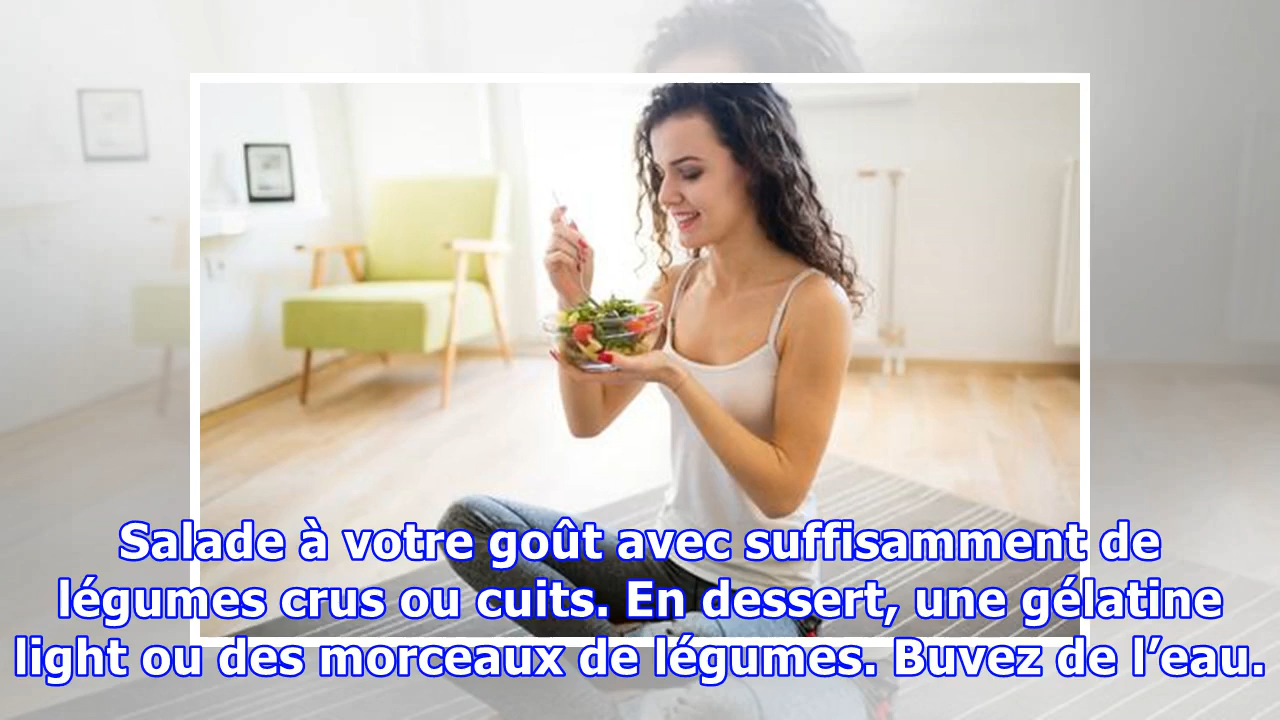 Salade à votre goût avec suffisamment de
légumes crus ou cuits. En dessert, une gélatine
light ou des morceaux de légumes. Buvez de l’eau.